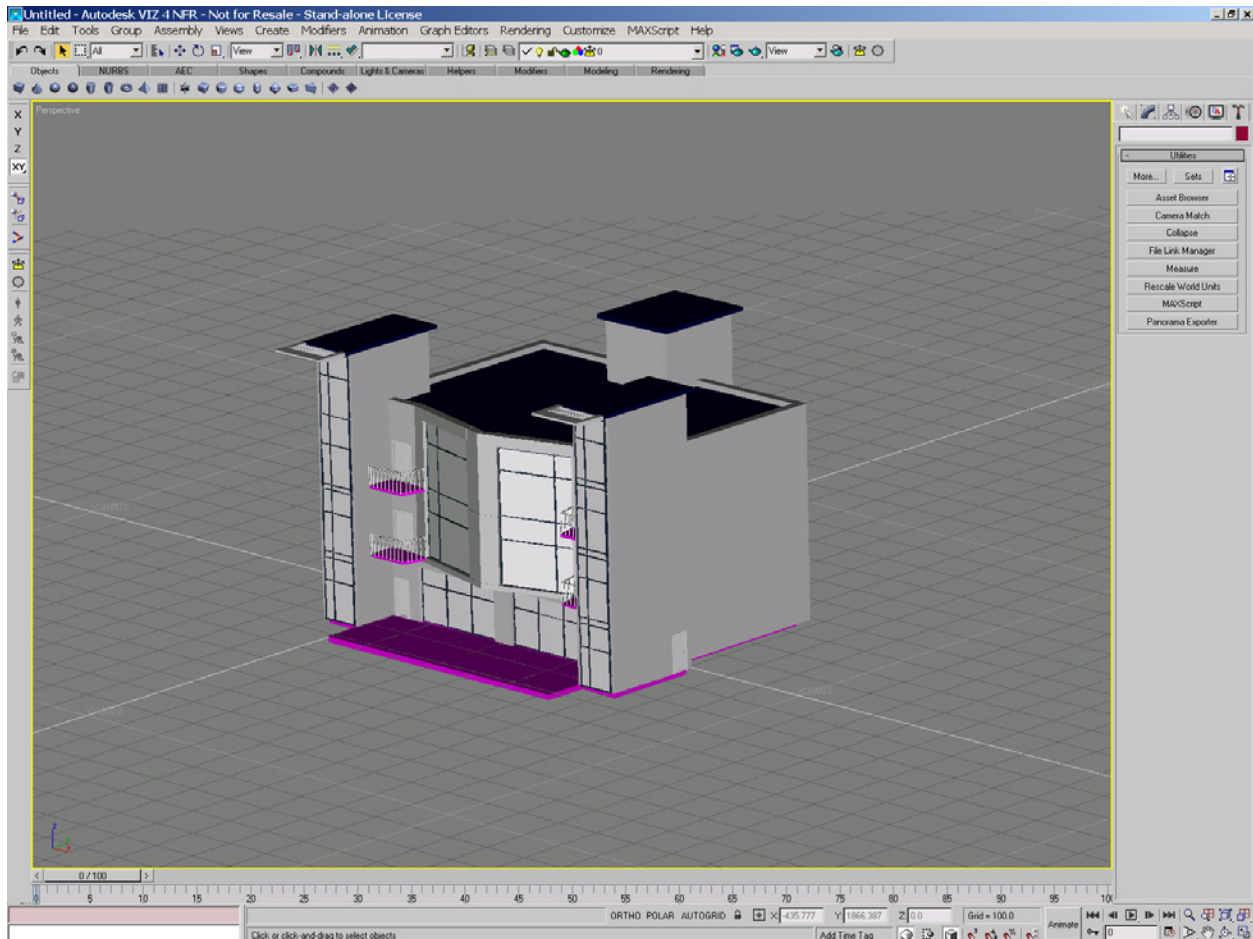 Untitled - Autodesk VIZ 4 NFR - Not for Resale - Stand-alone License
File Edit Tools Group Assembly Views Create Modifiers Animation Graph Editors Rendering Customize MAXScript Help
All View 0 View
Objects NURBS AEC Shapes Compounds Lights & Cameras Helpers Modifiers Modeling Rendering
X
Y
Z
XY
Perspective
Utilities
More... Sets
Asset Browser
Camera Match
Collapse
File Link Manager
Measure
Rescale World Units
MAXScript
Panorama Exporter
z
x
0 / 100
5 10 15 20 25 30 35 40 45 50 55 60 65 70 75 80 85 90 95
ORTHO POLAR AUTOGRID X -435.777 Y 1866.387 Z 0.0 Grid = 100.0 Animate
Click or click-and-drag to select objects Add Time Tag 0